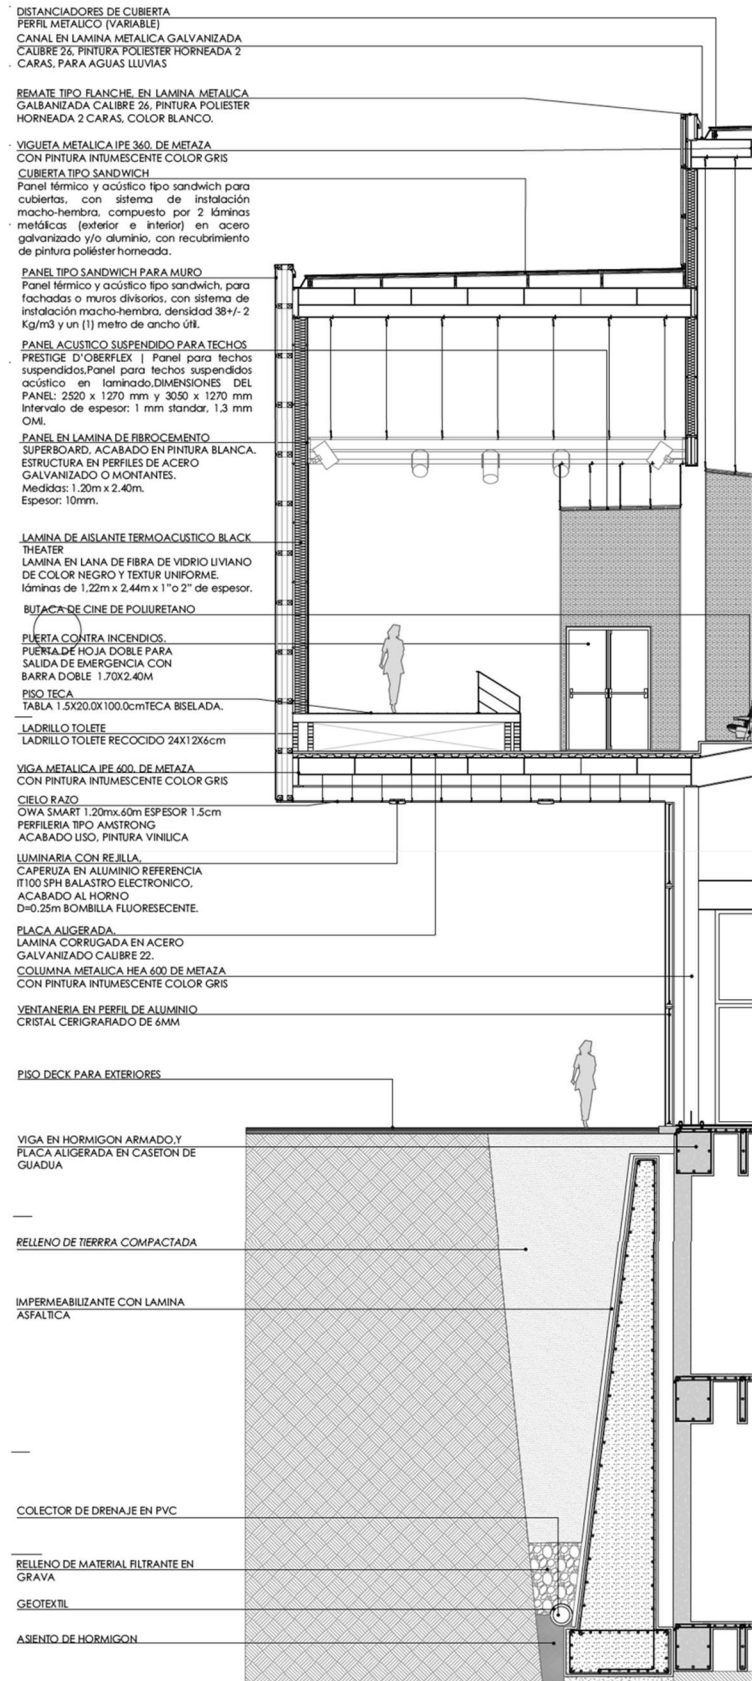 DISTANCIADORES DE CUBIERTA
PERFIL METALICO (VARIABLE)
CANAL EN LAMINA METALICA GALVANIZADA
CALIBRE 26, PINTURA POLIESTER HORNEADA 2
CARAS, PARA AGUAS LLUVIAS
REMATE TIPO FLANCHE, EN LAMINA METALICA
GALBANIZADA CALIBRE 26, PINTURA POLIESTER
HORNEADA 2 CARAS, COLOR BLANCO.
VIGUETA METALICA IPE 360. DE METAZA
CON PINTURA INTUMESCENTE COLOR GRIS
CUBIERTA TIPO SANDWICH
Panel térmico y acústico tipo sandwich para
cubiertas, con sistema de instalación
macho-hembra, compuesto por 2 láminas
metálicas (exterior e interior) en acero
galvanizado y/o aluminio, con recubrimiento
de pintura poliéster horneada.
PANEL TIPO SANDWICH PARA MURO
Panel térmico y acústico tipo sandwich, para
fachadas o muros divisorios, con sistema de
instalación macho-hembra, densidad 38+/- 2
Kg/m3 y un (1) metro de ancho útil.
PANEL ACUSTICO SUSPENDIDO PARA TECHOS
PRESTIGE D'OBERFLEX | Panel para techos
suspendidos,Panel para techos suspendidos
acústico en laminado,DIMENSIONES DEL
PANEL: 2520 x 1270 mm y 3050 x 1270 mm
Intervalo de espesor: 1 mm standar, 1,3 mm
OMI.
PANEL EN LAMINA DE FIBROCEMENTO
SUPERBOARD, ACABADO EN PINTURA BLANCA.
ESTRUCTURA EN PERFILES DE ACERO
GALVANIZADO O MONTANTES.
Medidas: 1.20m x 2.40m.
Espesor: 10mm.
LAMINA DE AISLANTE TERMOACUSTICO BLACK
THEATER
LAMINA EN LANA DE FIBRA DE VIDRIO LIVIANO
DE COLOR NEGRO Y TEXTUR UNIFORME.
láminas de 1,22m x 2,44m x 1"o 2" de espesor.
BUTACA DE CINE DE POLIURETANO
PUERTA CONTRA INCENDIOS.
PUERTA DE HOJA DOBLE PARA
SALIDA DE EMERGENCIA CON
BARRA DOBLE 1.70X2.40M
PISO TECA
TABLA 1.5X20.0X100.0cmTECA BISELADA.
LADRILLO TOLETE
LADRILLO TOLETE RECOCIDO 24X12X6cm
VIGA METALICA IPE 600. DE METAZA
CON PINTURA INTUMESCENTE COLOR GRIS
CIELO RAZO
OWA SMART 1.20mx.60m ESPESOR 1.5cm
PERFILERIA TIPO AMSTRONG
ACABADO LISO, PINTURA VINILICA
LUMINARIA CON REJILLA,
CAPERUZA EN ALUMINIO REFERENCIA
IT100 SPH BALASTRO ELECTRONICO,
ACABADO AL HORNO
D=0.25m BOMBILLA FLUORESECENTE.
PLACA ALIGERADA.
LAMINA CORRUGADA EN ACERO
GALVANIZADO CALIBRE 22.
COLUMNA METALICA HEA 600 DE METAZA
CON PINTURA INTUMESCENTE COLOR GRIS
VENTANERIA EN PERFIL DE ALUMINIO
CRISTAL CERIGRAFIADO DE 6MM
PISO DECK PARA EXTERIORES
VIGA EN HORMIGON ARMADO,Y
PLACA ALIGERADA EN CASETON DE
GUADUA
RELLENO DE TIERRRA COMPACTADA
IMPERMEABILIZANTE CON LAMINA
ASFALTICA
COLECTOR DE DRENAJE EN PVC
RELLENO DE MATERIAL FILTRANTE EN
GRAVA
GEOTEXTIL
ASIENTO DE HORMIGON